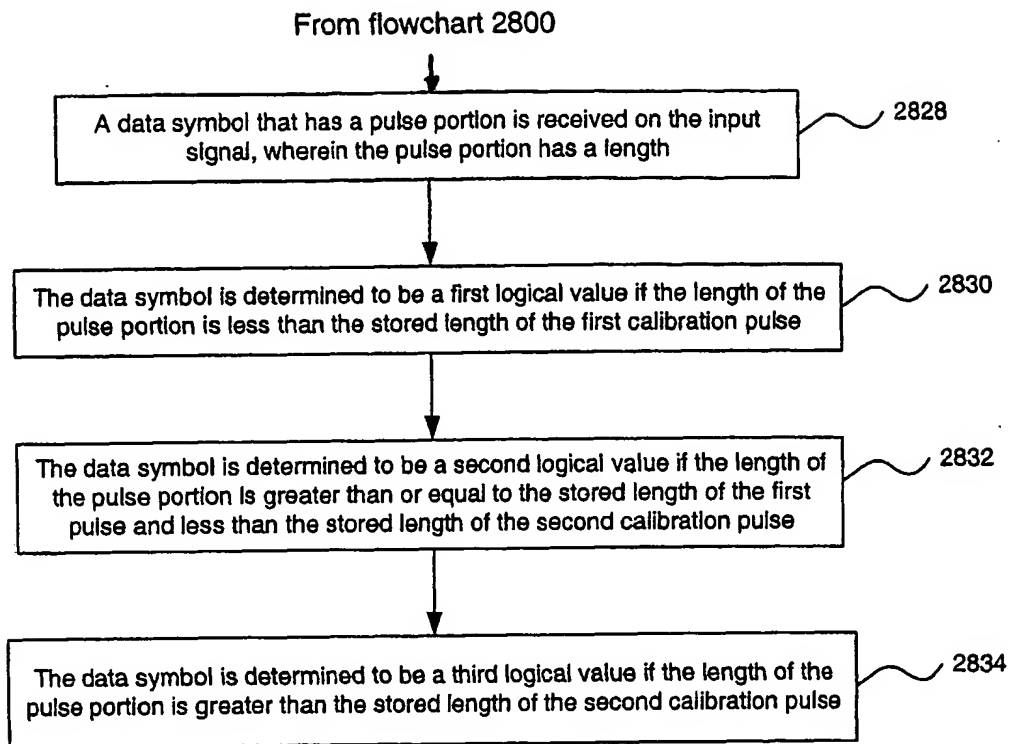 From flowchart 2800
A data symbol that has a pulse portion is received on the input
signal, wherein the pulse portion has a length
2828
The data symbol is determined to be a first logical value if the length of the
pulse portion is less than the stored length of the first calibration pulse
2830
The data symbol is determined to be a second logical value if the length of
the pulse portion is greater than or equal to the stored length of the first
pulse and less than the stored length of the second calibration pulse
2832
The data symbol is determined to be a third logical value if the length of the
pulse portion is greater than the stored length of the second calibration pulse
2834